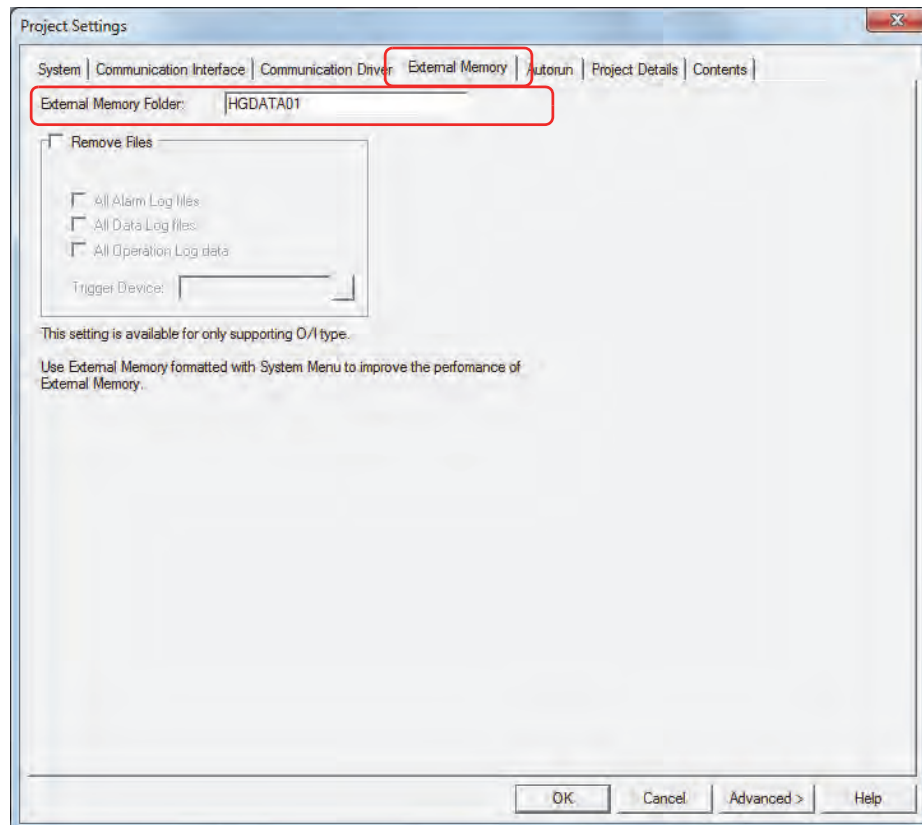 Project Settings
System Communication Interface Communication Driver External Memory Autorun Project Details Contents
External Memory Folder: HGDATA01
Remove Files
All Alarm Log files
All Data Log files
All Operation Log data
Trigger Device:
This setting is available for only supporting O/I type.
Use External Memory formatted with System Menu to improve the perfomance of
External Memory.
OK Cancel Advanced > Help